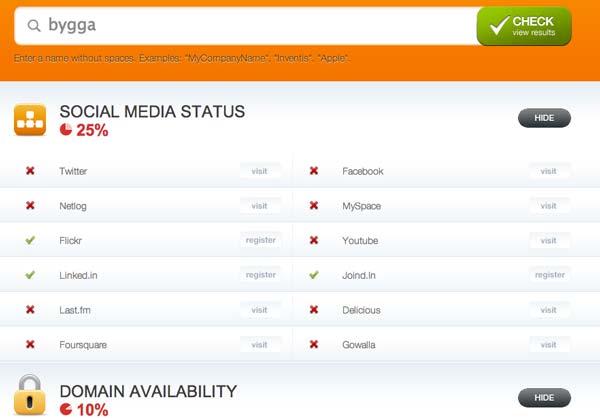 bygga
CHECK
view results
Enter a name without spaces. Examples: "MyCompanyName", "Inventis", "Apple".
SOCIAL MEDIA STATUS
25%
HIDE
Twitter visit Facebook visit
Netlog visit MySpace visit
Flickr register Youtube visit
Linked.in register Joind.In register
Last.fm visit Delicious visit
Foursquare visit Gowalla visit
DOMAIN AVAILABILITY
10%
HIDE